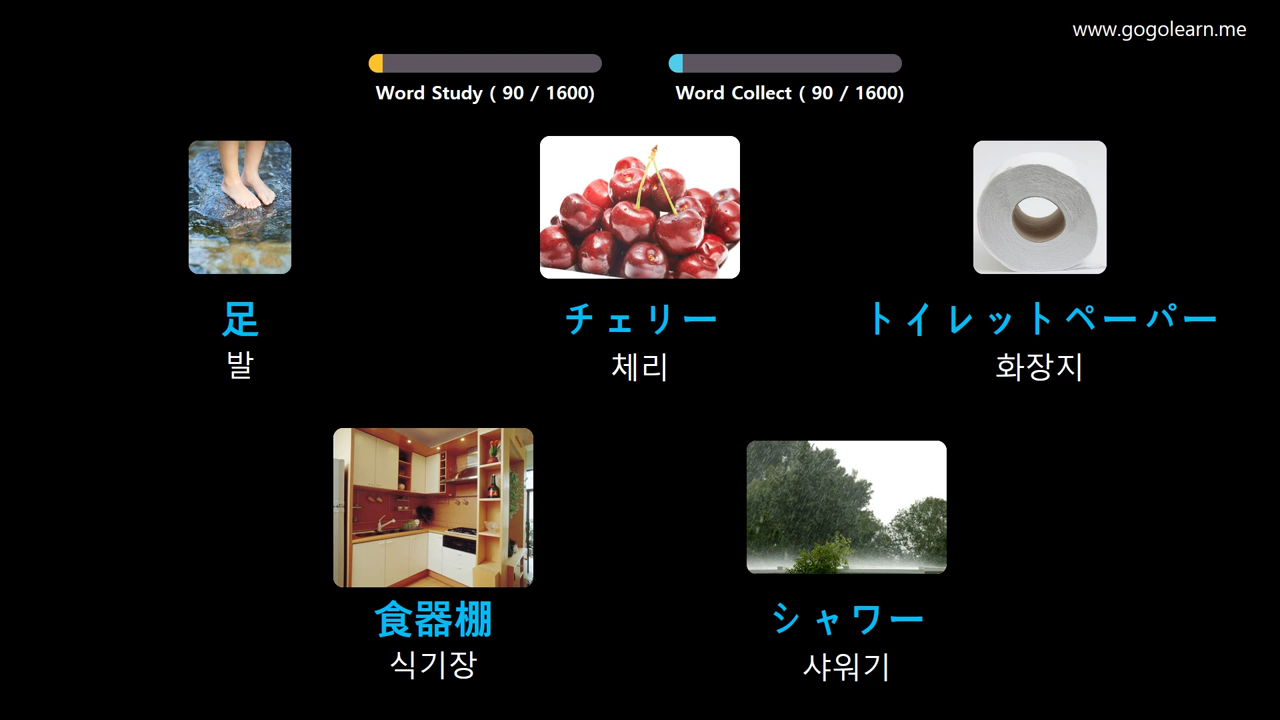 www.gogolearn.me
Word Study ( 90 / 1600)
Word Collect ( 90 / 1600)
足
발
チェリー
체리
トイレットペーパー
화장지
食器棚
식기장
シャワー
샤워기